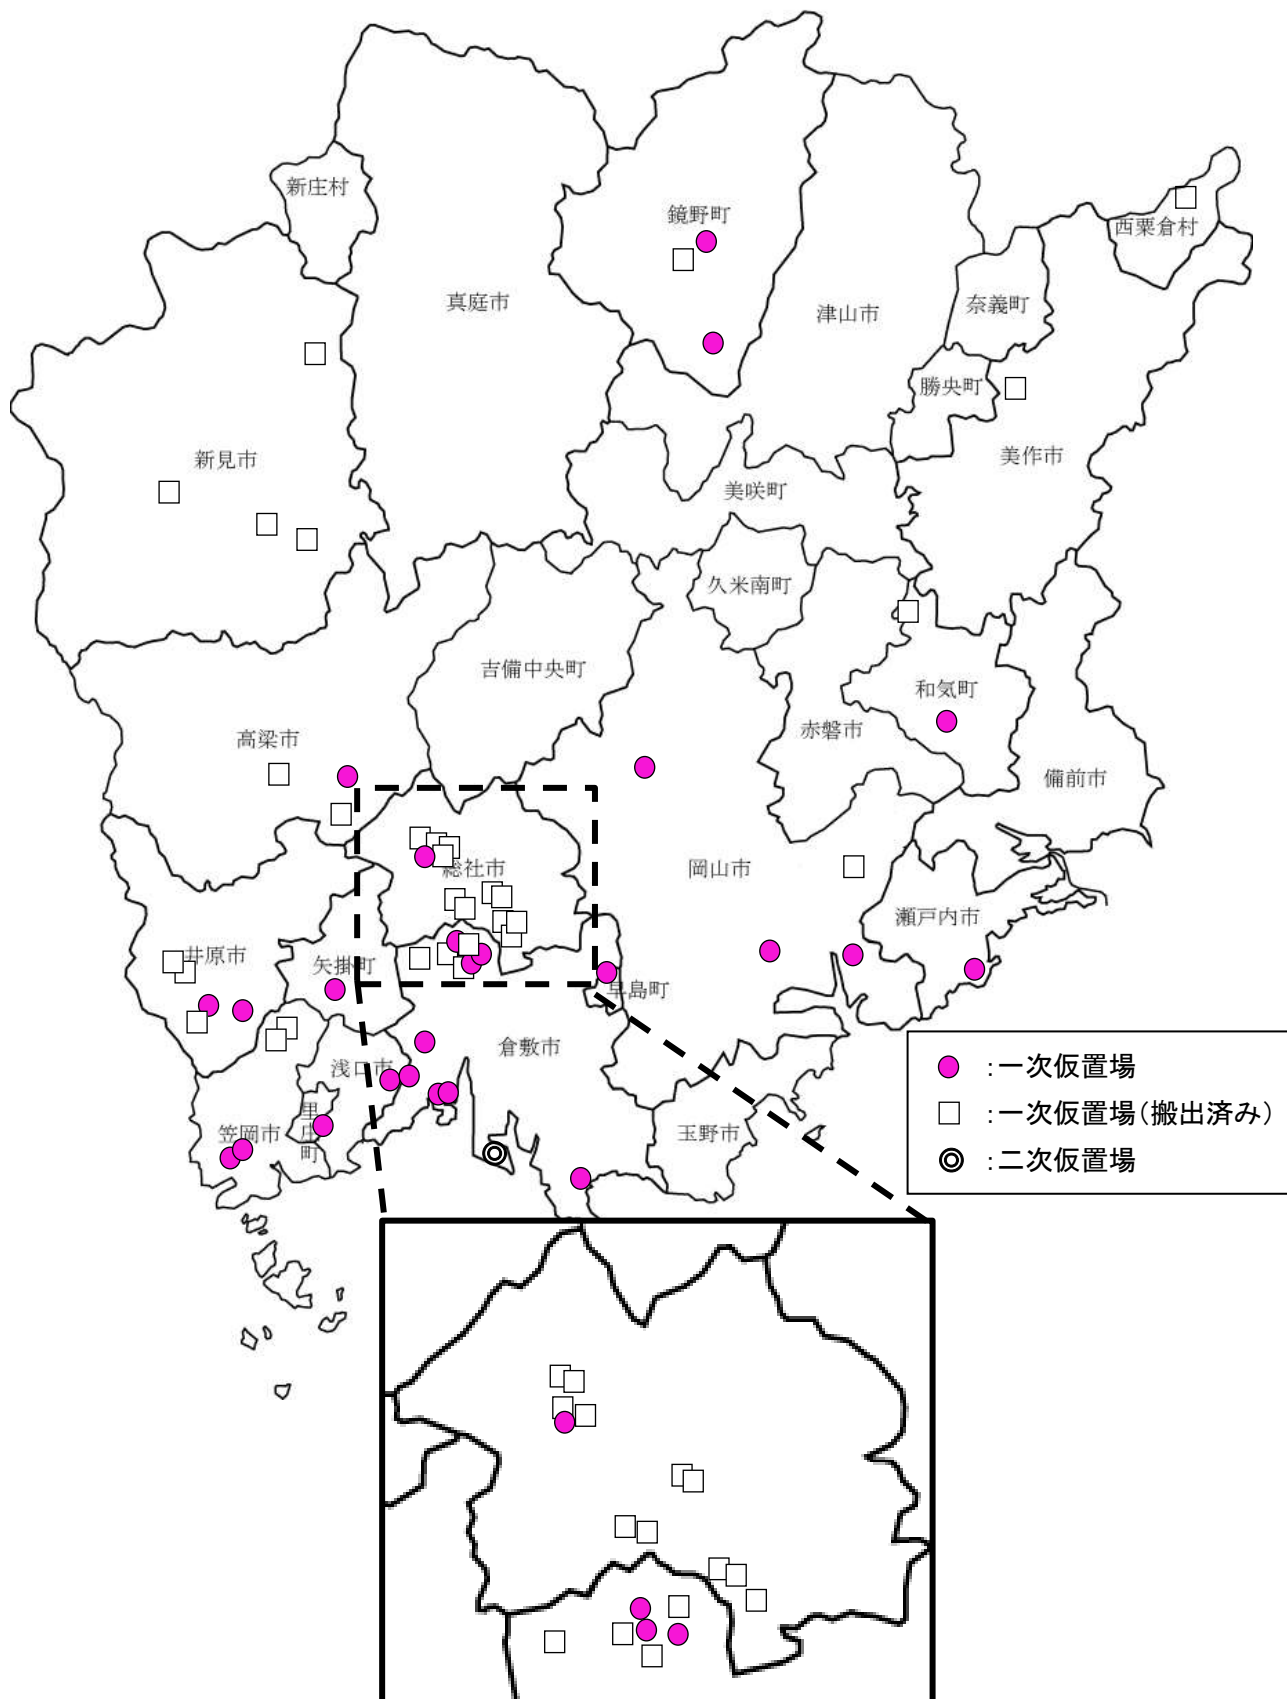 新庄村
鏡野町
西粟倉村
真庭市
津山市
奈義町
勝央町
新見市
美作市
美咲町
久米南町
吉備中央町
和気町
高梁市
赤磐市
備前市
総社市
岡山市
瀬戸内市
井原市
矢掛町
早島町
倉敷市
浅口市
里庄町
笠岡市
玉野市
：一次仮置場
：一次仮置場（搬出済み）
：二次仮置場